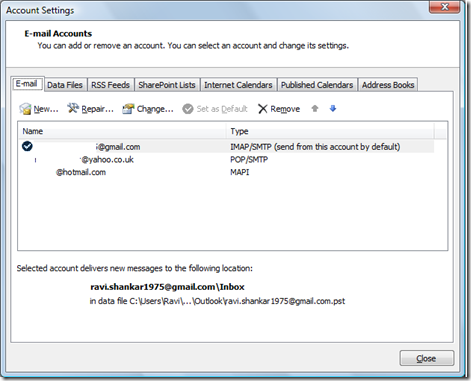 Account Settings
E-mail Accounts
You can add or remove an account. You can select an account and change its settings.
E-mail Data Files RSS Feeds SharePoint Lists Internet Calendars Published Calendars Address Books
New... Repair... Change... Set as Default Remove
Name Type
@gmail.com IMAP/SMTP (send from this account by default)
@yahoo.co.uk POP/SMTP
@hotmail.com MAPI
Selected account delivers new messages to the following location:
ravi.shankar1975@gmail.com\Inbox
in data file C:\Users\Ravi\...\Outlook\ravi.shankar1975@gmail.com.pst
Close